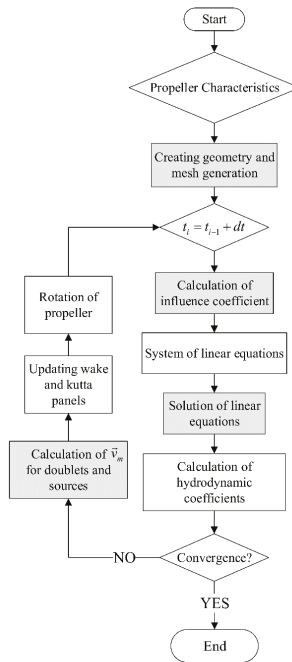 Start
Propeller Characteristics
Creating geometry and
mesh generation
t_i = t_{i-1} + dt
Calculation of
influence coefficient
System of linear equations
Solution of linear
equations
Calculation of
hydrodynamic
coefficients
Convergence?
YES
End
NO
Calculation of \vec{v}_m
for doublets and
sources
Updating wake
and kutta
panels
Rotation of
propeller